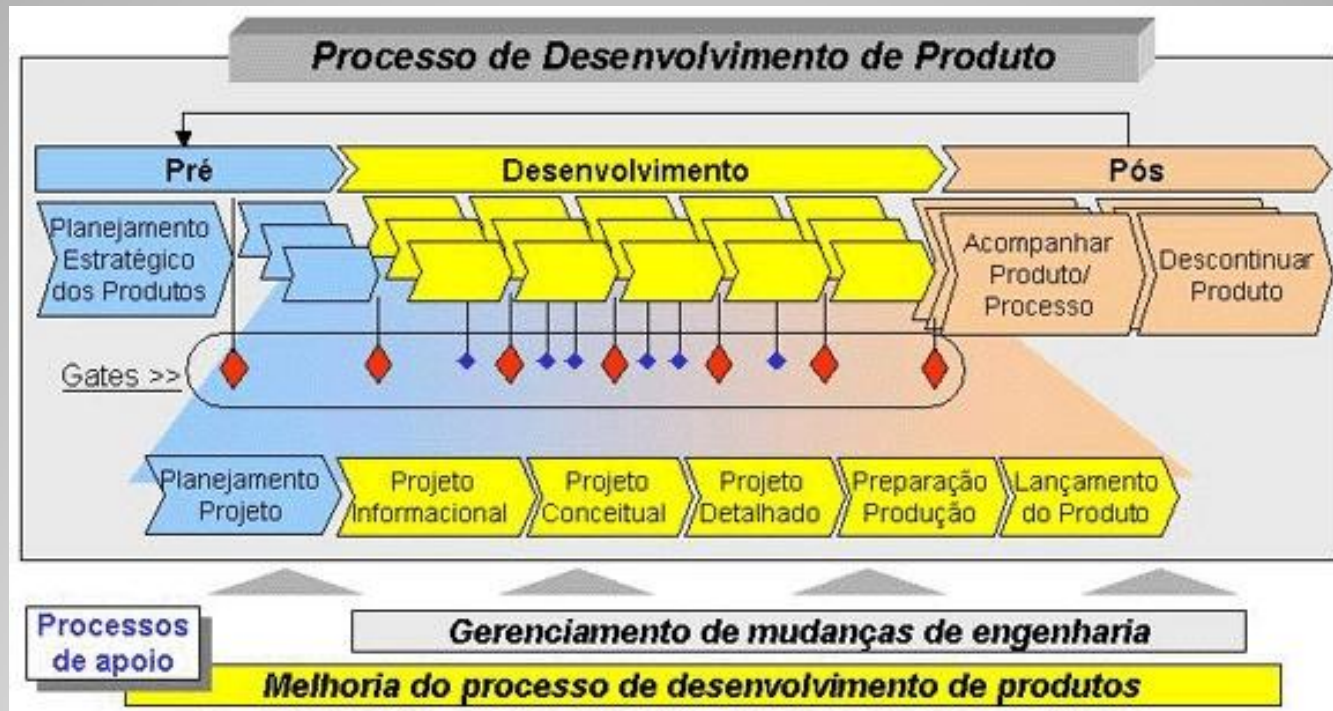 Processo de Desenvolvimento de Produto
Pré
Desenvolvimento
Pós
Planejamento
Estratégico
dos Produtos
Acompanhar
Produto/
Processo
Descontinuar
Produto
Gates >>
Planejamento
Projeto
Projeto
Informacional
Projeto
Conceitual
Projeto
Detalhado
Preparação
Produção
Lançamento
do Produto
Processos
de apoio
Gerenciamento de mudanças de engenharia
Melhoria do processo de desenvolvimento de produtos